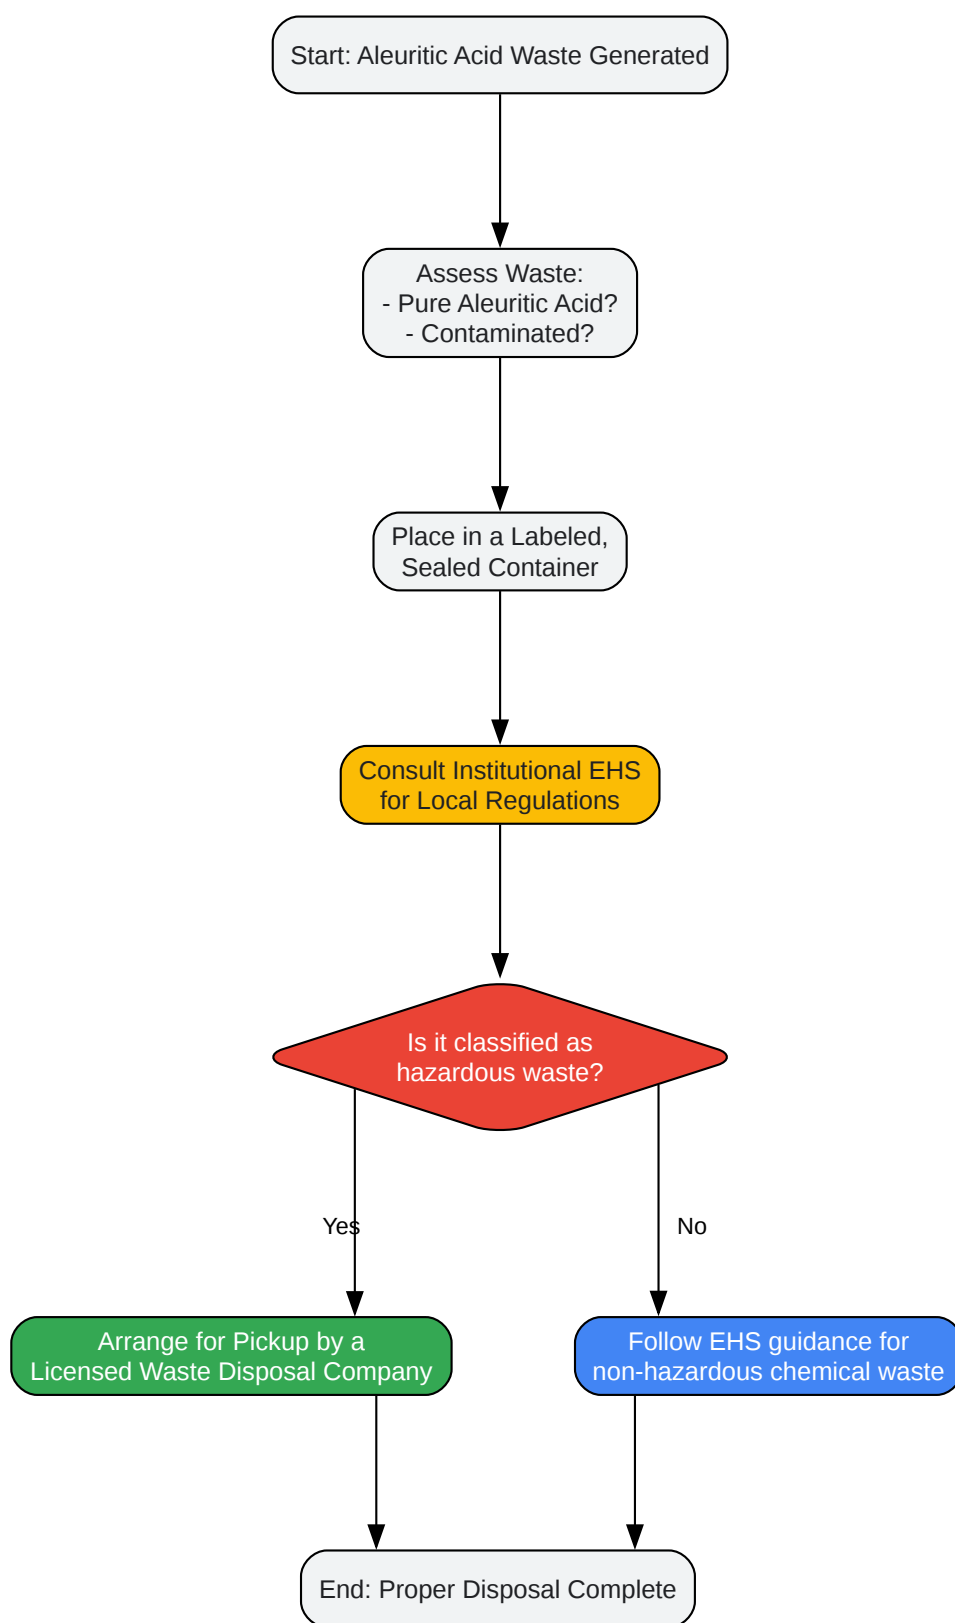 Start: Aleuritic Acid Waste Generated
Assess Waste:
- Pure Aleuritic Acid?
- Contaminated?
Place in a Labeled,
Sealed Container
Consult Institutional EHS
for Local Regulations
Is it classified as
hazardous waste?
Yes
No
Arrange for Pickup by a
Licensed Waste Disposal Company
Follow EHS guidance for
non-hazardous chemical waste
End: Proper Disposal Complete